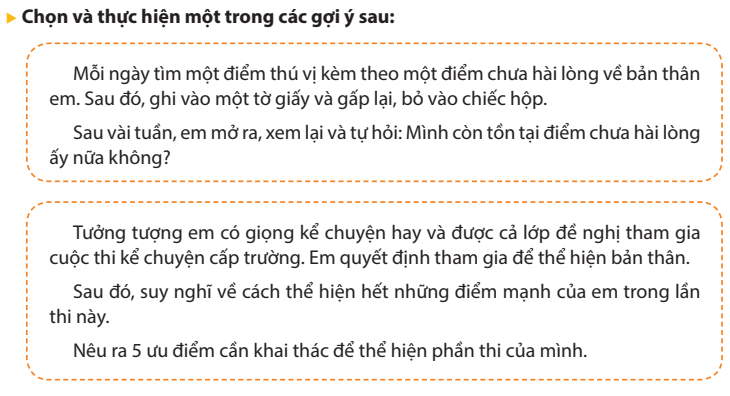 ▶ Chọn và thực hiện một trong các gợi ý sau:
Mỗi ngày tìm một điểm thú vị kèm theo một điểm chưa hài lòng về bản thân
em. Sau đó, ghi vào một tờ giấy và gấp lại, bỏ vào chiếc hộp.
Sau vài tuần, em mở ra, xem lại và tự hỏi: Mình còn tồn tại điểm chưa hài lòng
ấy nữa không?
Tưởng tượng em có giọng kể chuyện hay và được cả lớp đề nghị tham gia
cuộc thi kể chuyện cấp trường. Em quyết định tham gia để thể hiện bản thân.
Sau đó, suy nghĩ về cách thể hiện hết những điểm mạnh của em trong lần
thi này.
Nêu ra 5 ưu điểm cần khai thác để thể hiện phần thi của mình.